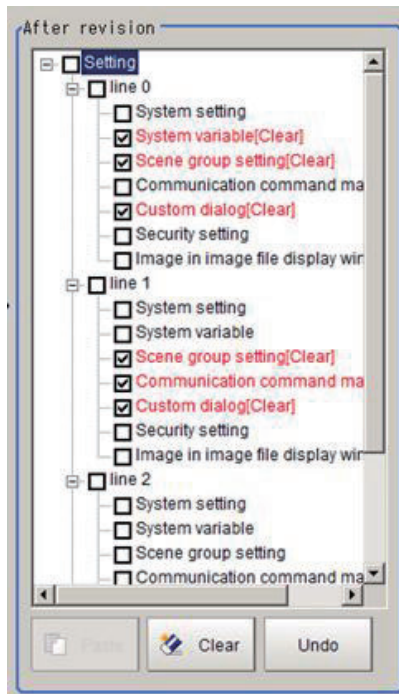 After revision
Setting
line 0
System setting
System variable[Clear]
Scene group setting[Clear]
Communication command ma
Custom dialog[Clear]
Security setting
Image in image file display wir
line 1
System setting
System variable
Scene group setting[Clear]
Communication command ma
Custom dialog[Clear]
Security setting
Image in image file display wir
line 2
System setting
System variable
Scene group setting
Communication command ma
Paste Clear Undo